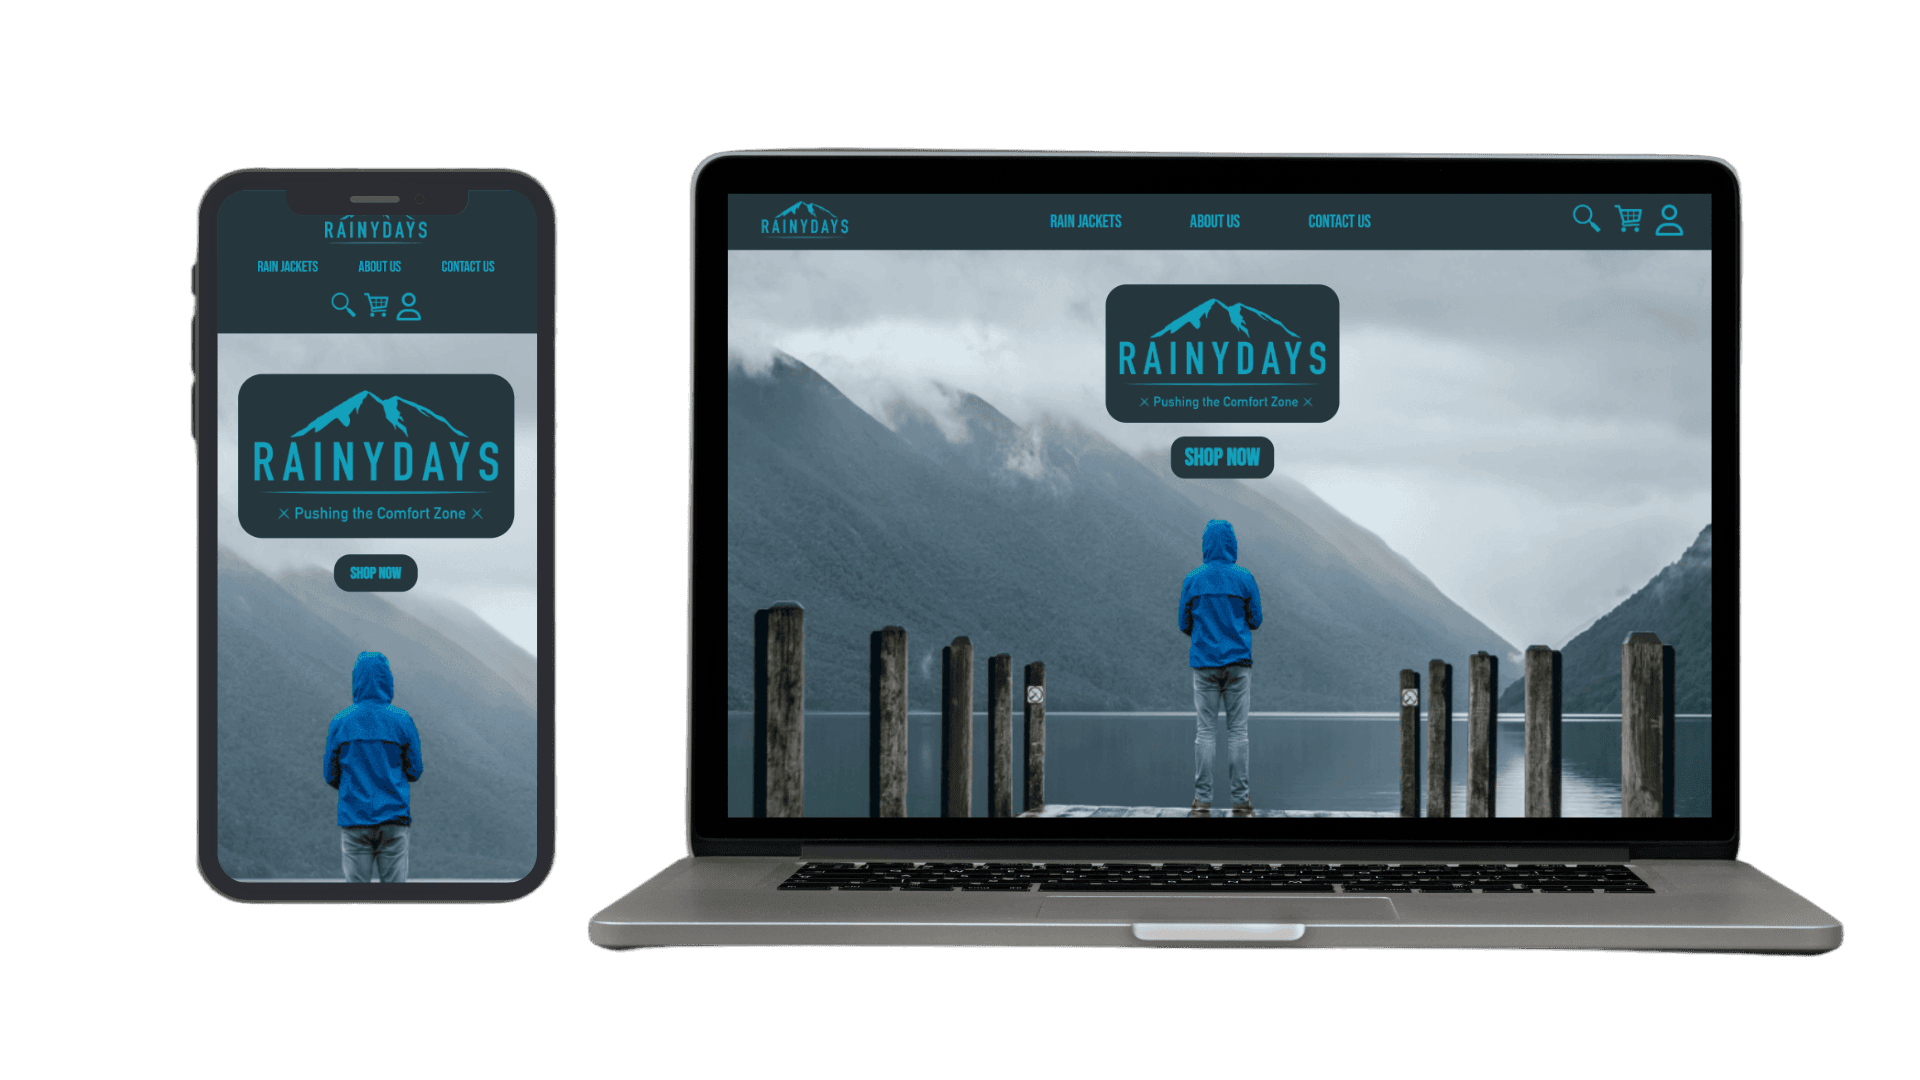 RAINYDAYS
RAIN JACKETS ABOUT US CONTACT US
RAINYDAYS
× Pushing the Comfort Zone ×
SHOP NOW
RAINYDAYS
RAIN JACKETS ABOUT US CONTACT US
RAINYDAYS
× Pushing the Comfort Zone ×
SHOP NOW